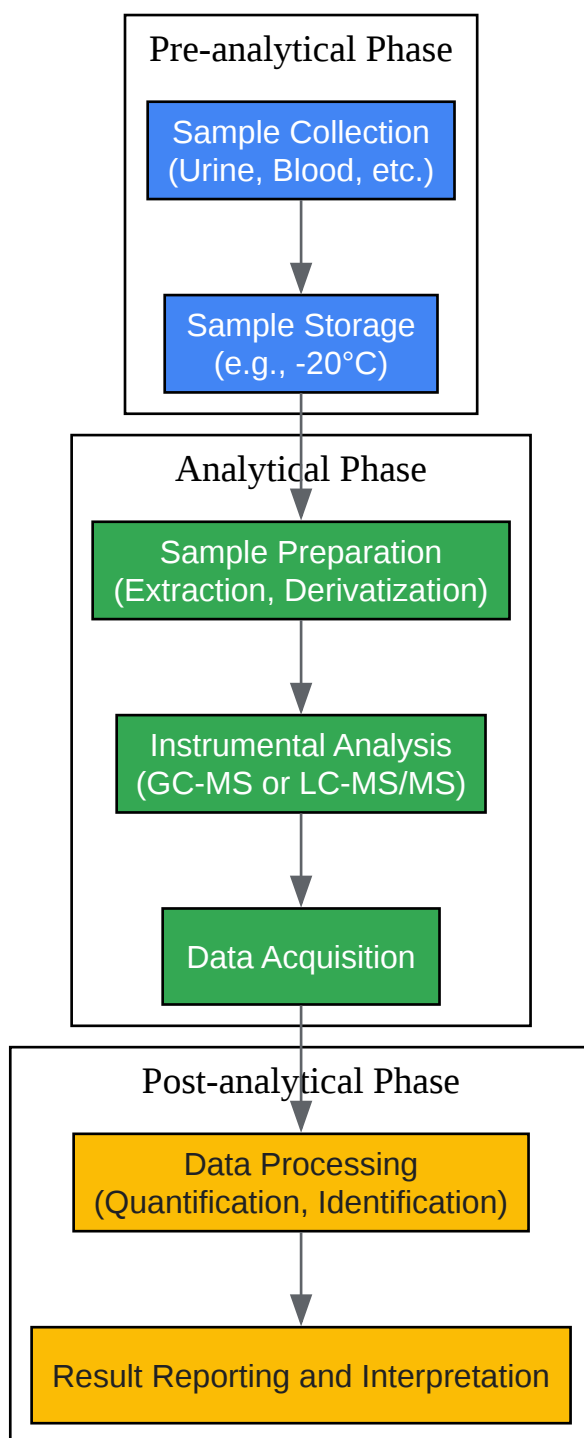 Pre-analytical Phase
Sample Collection
(Urine, Blood, etc.)
Sample Storage
(e.g., -20°C)
Analytical Phase
Sample Preparation
(Extraction, Derivatization)
Instrumental Analysis
(GC-MS or LC-MS/MS)
Data Acquisition
Post-analytical Phase
Data Processing
(Quantification, Identification)
Result Reporting and Interpretation